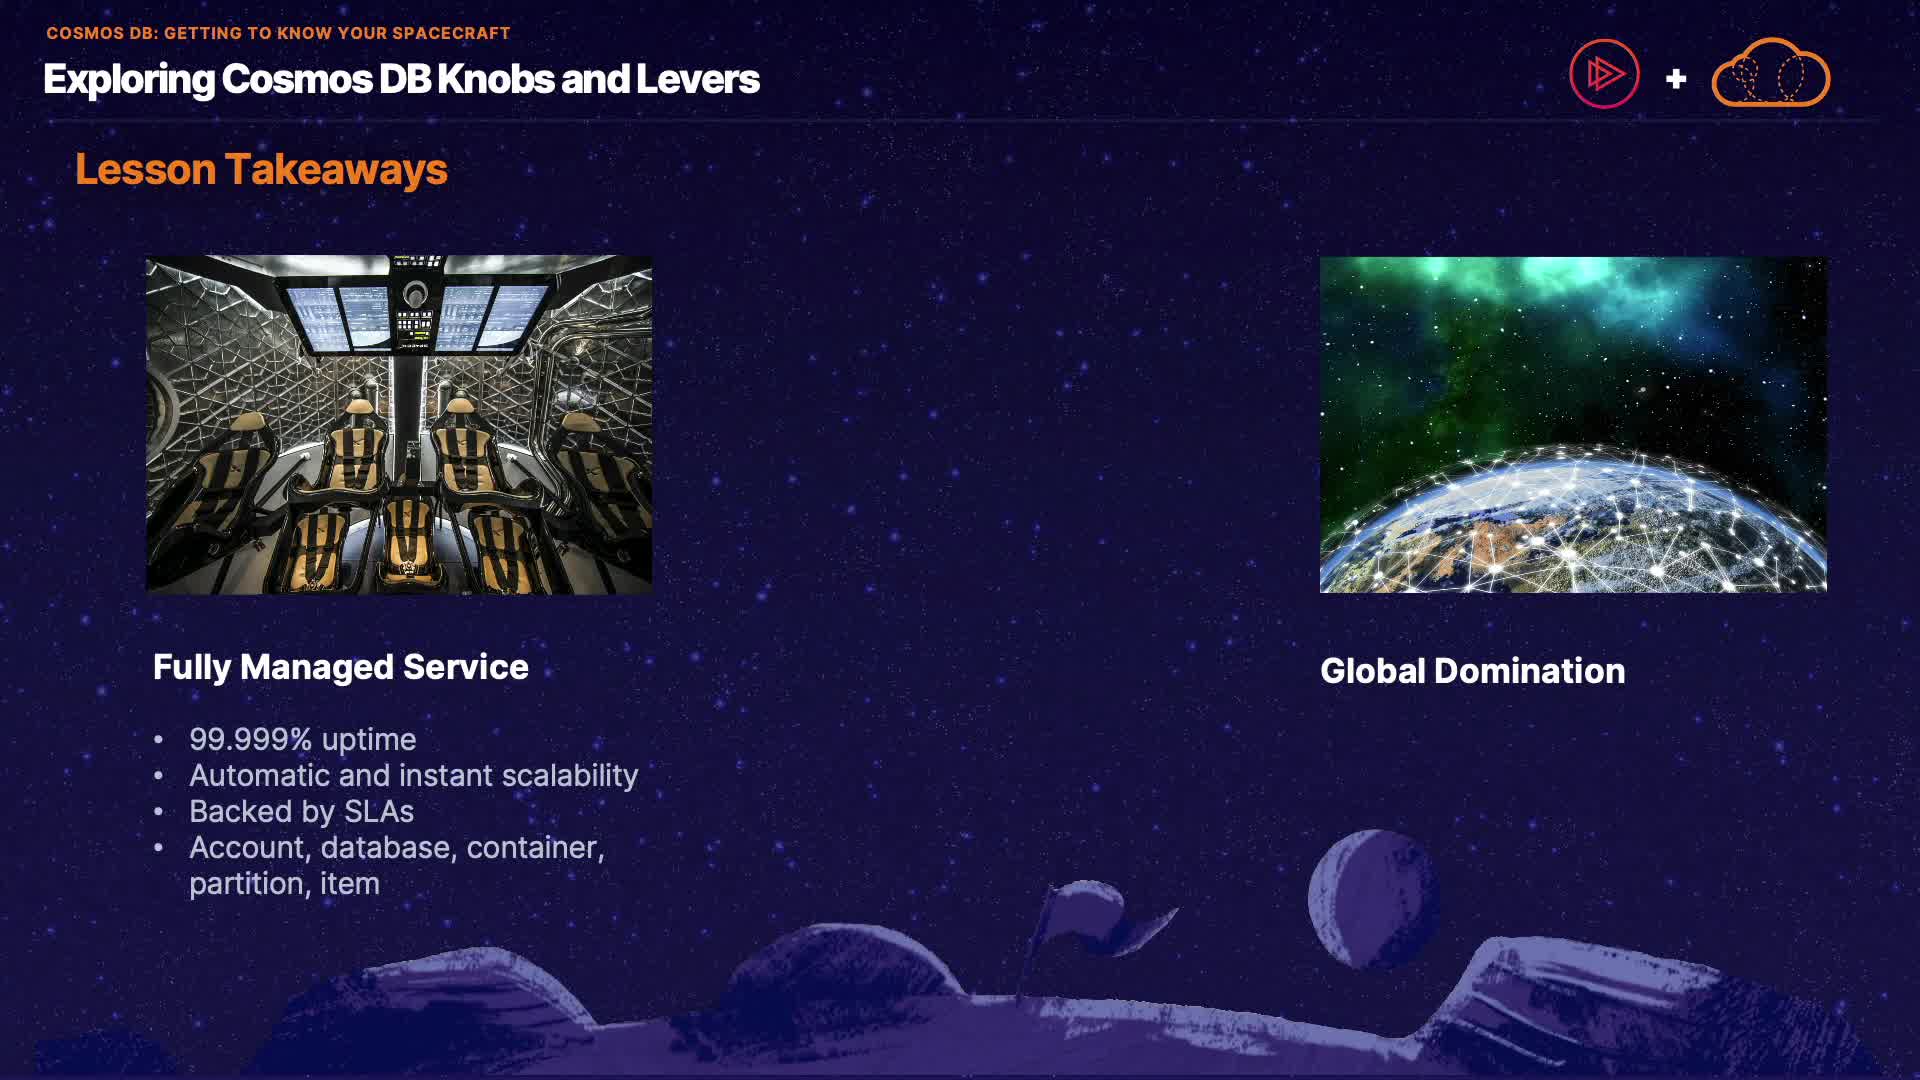 COSMOS DB: GETTING TO KNOW YOUR SPACECRAFT
Exploring Cosmos DB Knobs and Levers
+
Lesson Takeaways
Fully Managed Service
• 99.999% uptime
• Automatic and instant scalability
• Backed by SLAs
• Account, database, container,
partition, item
Global Domination